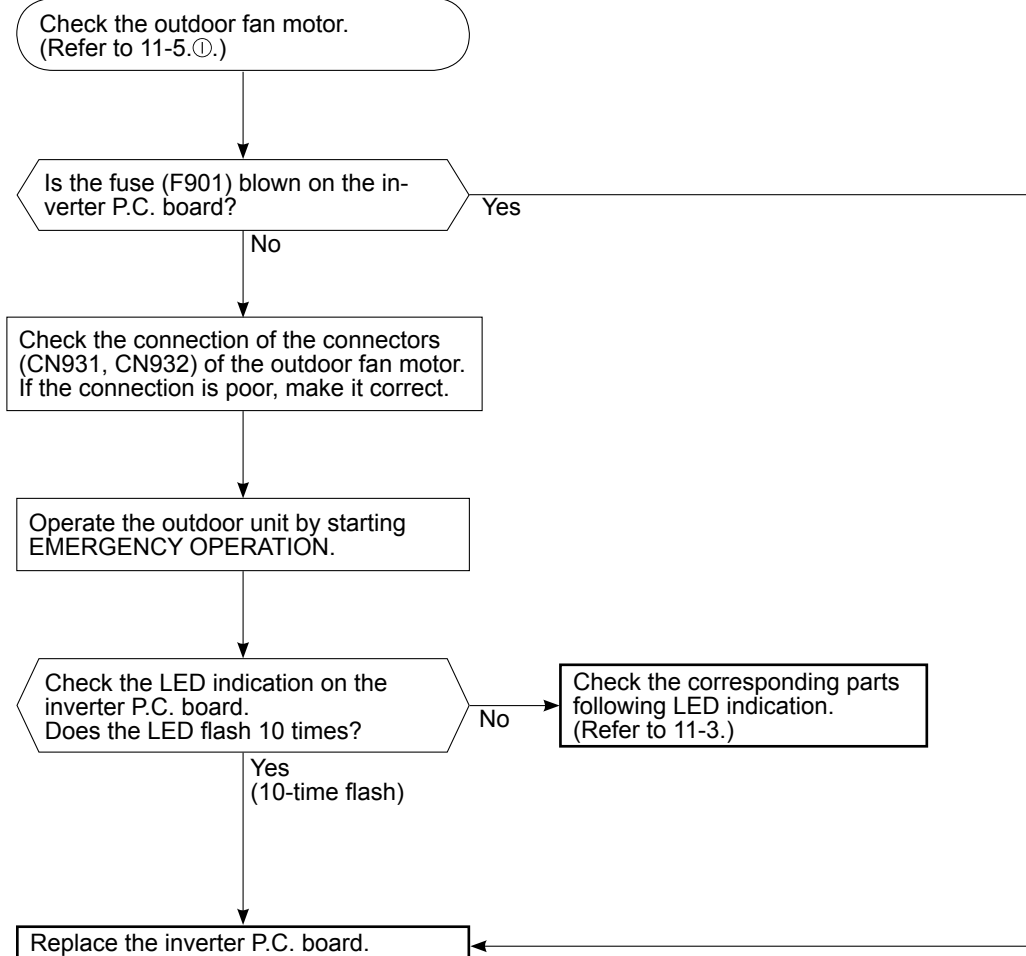 Check the outdoor fan motor.
(Refer to 11-5.Ⓘ.)
Is the fuse (F901) blown on the in-
verter P.C. board?
Yes
No
Check the connection of the connectors
(CN931, CN932) of the outdoor fan motor.
If the connection is poor, make it correct.
Operate the outdoor unit by starting
EMERGENCY OPERATION.
Check the LED indication on the
inverter P.C. board.
Does the LED flash 10 times?
No
Check the corresponding parts
following LED indication.
(Refer to 11-3.)
Yes
(10-time flash)
Replace the inverter P.C. board.